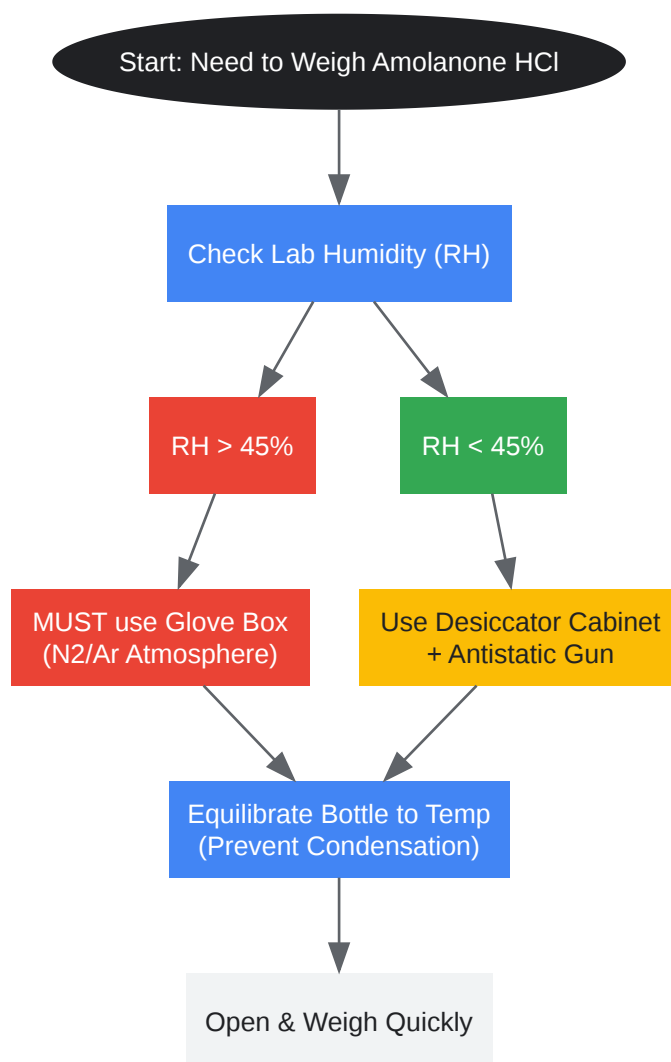 Start: Need to Weigh Amolanone HCl
Check Lab Humidity (RH)
RH > 45%
RH < 45%
MUST use Glove Box
(N2/Ar Atmosphere)
Use Desiccator Cabinet
+ Antistatic Gun
Equilibrate Bottle to Temp
(Prevent Condensation)
Open & Weigh Quickly